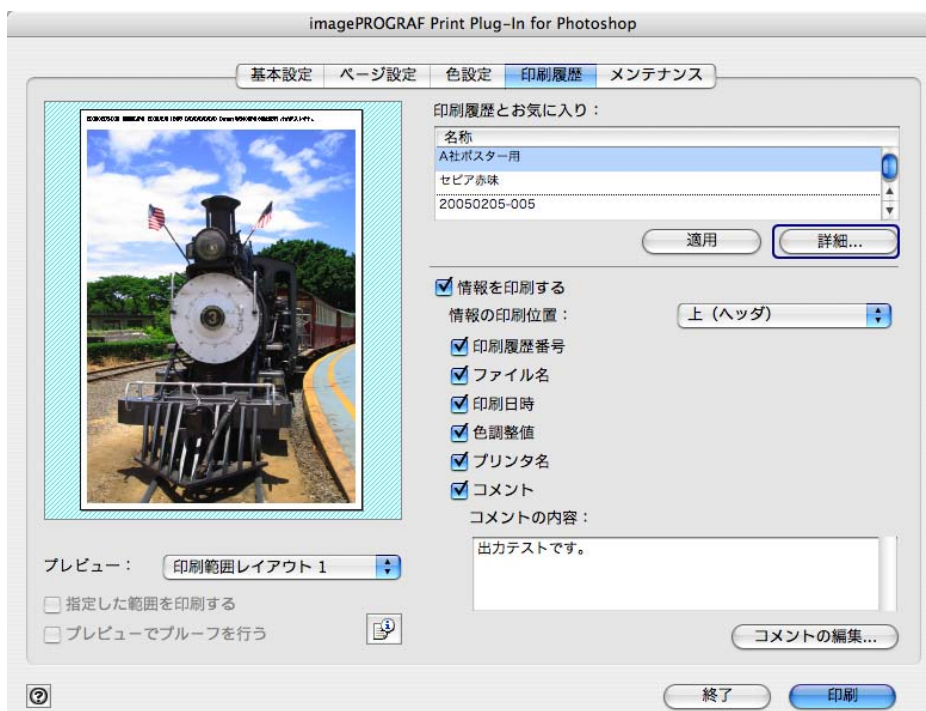 imagePROGRAF Print Plug-In for Photoshop
基本設定 ページ設定 色設定 印刷履歴 メンテナンス
印刷履歴とお気に入り：
名称
A社ポスター用
セピア赤味
20050205-005
適用 詳細...
情報を印刷する
情報の印刷位置： 上（ヘッダ）
印刷履歴番号
ファイル名
印刷日時
色調整値
プリンタ名
コメント
コメントの内容：
出力テストです。
コメントの編集...
3
プレビュー： 印刷範囲レイアウト 1
指定した範囲を印刷する
プレビューでプルーフを行う
終了 印刷